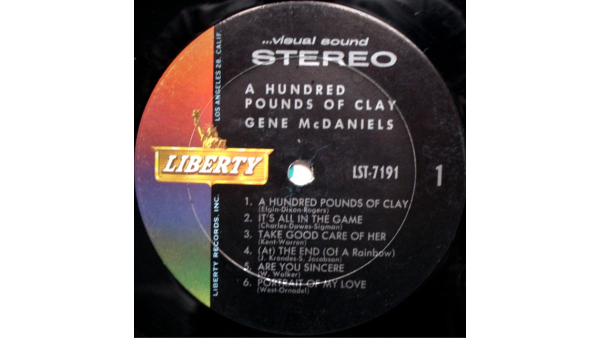 ...visual sound
STEREO
A HUNDRED
POUNDS OF CLAY
GENE McDANIELS
LIBERTY
LST-7191
1
1. A HUNDRED POUNDS OF CLAY
(Elgin-Dixon-Rogers)
2. IT'S ALL IN THE GAME
(Charles-Dawes-Sigman)
3. TAKE GOOD CARE OF HER
(Kent-Warren)
4. (At) THE END (Of A Rainbow)
(J. Krondes-S. Jacobson)
5. ARE YOU SINCERE
(W. Walker)
6. PORTRAIT OF MY LOVE
(West-Ornadel)
LIBERTY RECORDS, INC.
LOS ANGELES 28, CALIF.